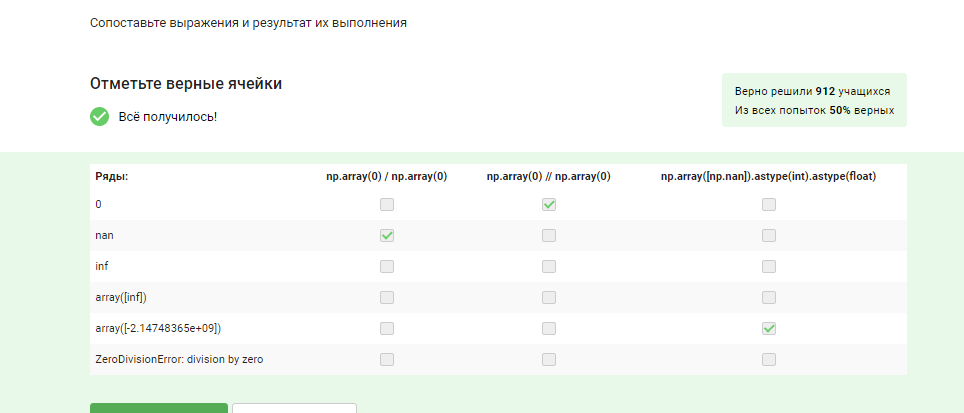 Сопоставьте выражения и результат их выполнения
Отметьте верные ячейки
Всё получилось!
Верно решили 912 учащихся
Из всех попыток 50% верных
Ряды: np.array(0) / np.array(0) np.array(0) // np.array(0) np.array([np.nan]).astype(int).astype(float)
0
nan
inf
array([inf])
array([-2.14748365e+09])
ZeroDivisionError: division by zero